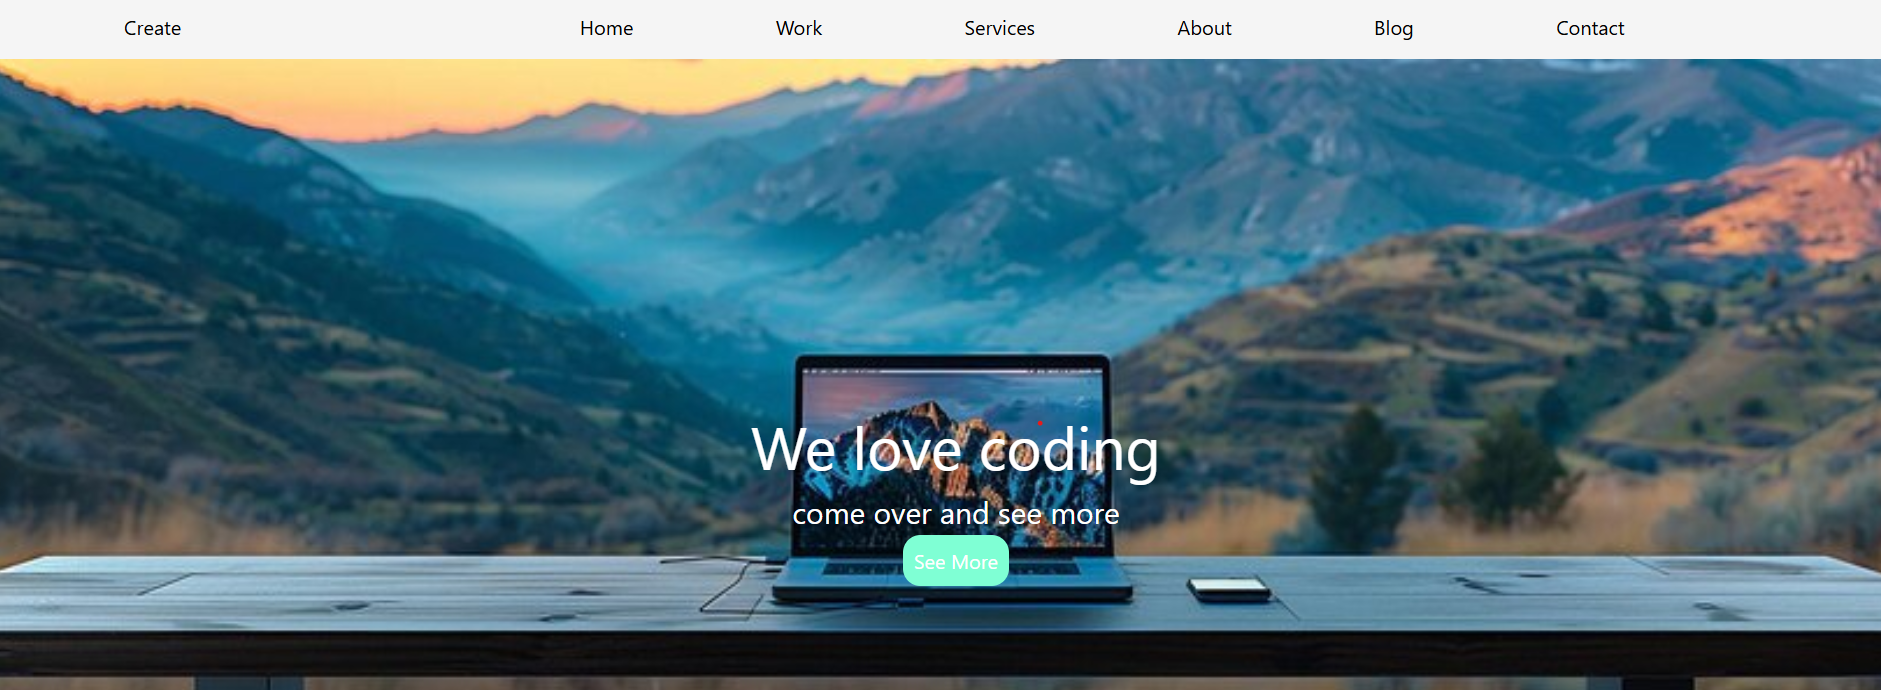 Create Home Work Services About Blog Contact
We love coding
come over and see more
See More